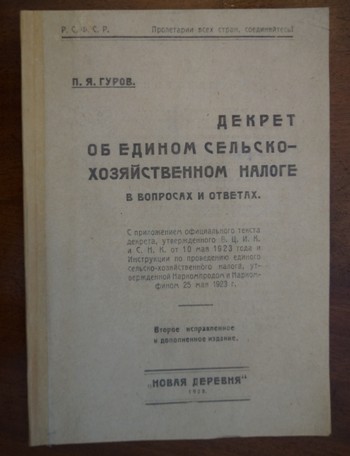 Р. С. Ф. С. Р. Пролетарии всех стран, соединяйтесь!
П. Я. ГУРОВ.
ДЕКРЕТ
ОБ ЕДИНОМ СЕЛЬСКО-
ХОЗЯЙСТВЕННОМ НАЛОГЕ
В ВОПРОСАХ И ОТВЕТАХ.
С приложением официального текста
декрета, утвержденного В. Ц. И. К.
и С. Н. К. от 10 мая 1923 года и
Инструкции по проведению единого
сельско-хозяйственного налога, ут-
вержденной Наркомпродом и Нарком-
фином 25 мая 1923 г.
Второе исправленное
и дополненное издание.
„НОВАЯ ДЕРЕВНЯ"
1923.